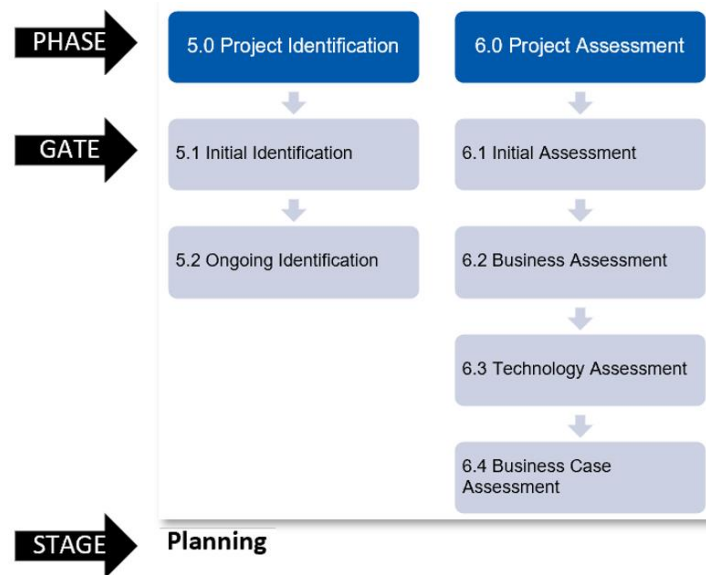 PHASE
5.0 Project Identification
6.0 Project Assessment
GATE
5.1 Initial Identification
6.1 Initial Assessment
5.2 Ongoing Identification
6.2 Business Assessment
6.3 Technology Assessment
6.4 Business Case
Assessment
STAGE
Planning